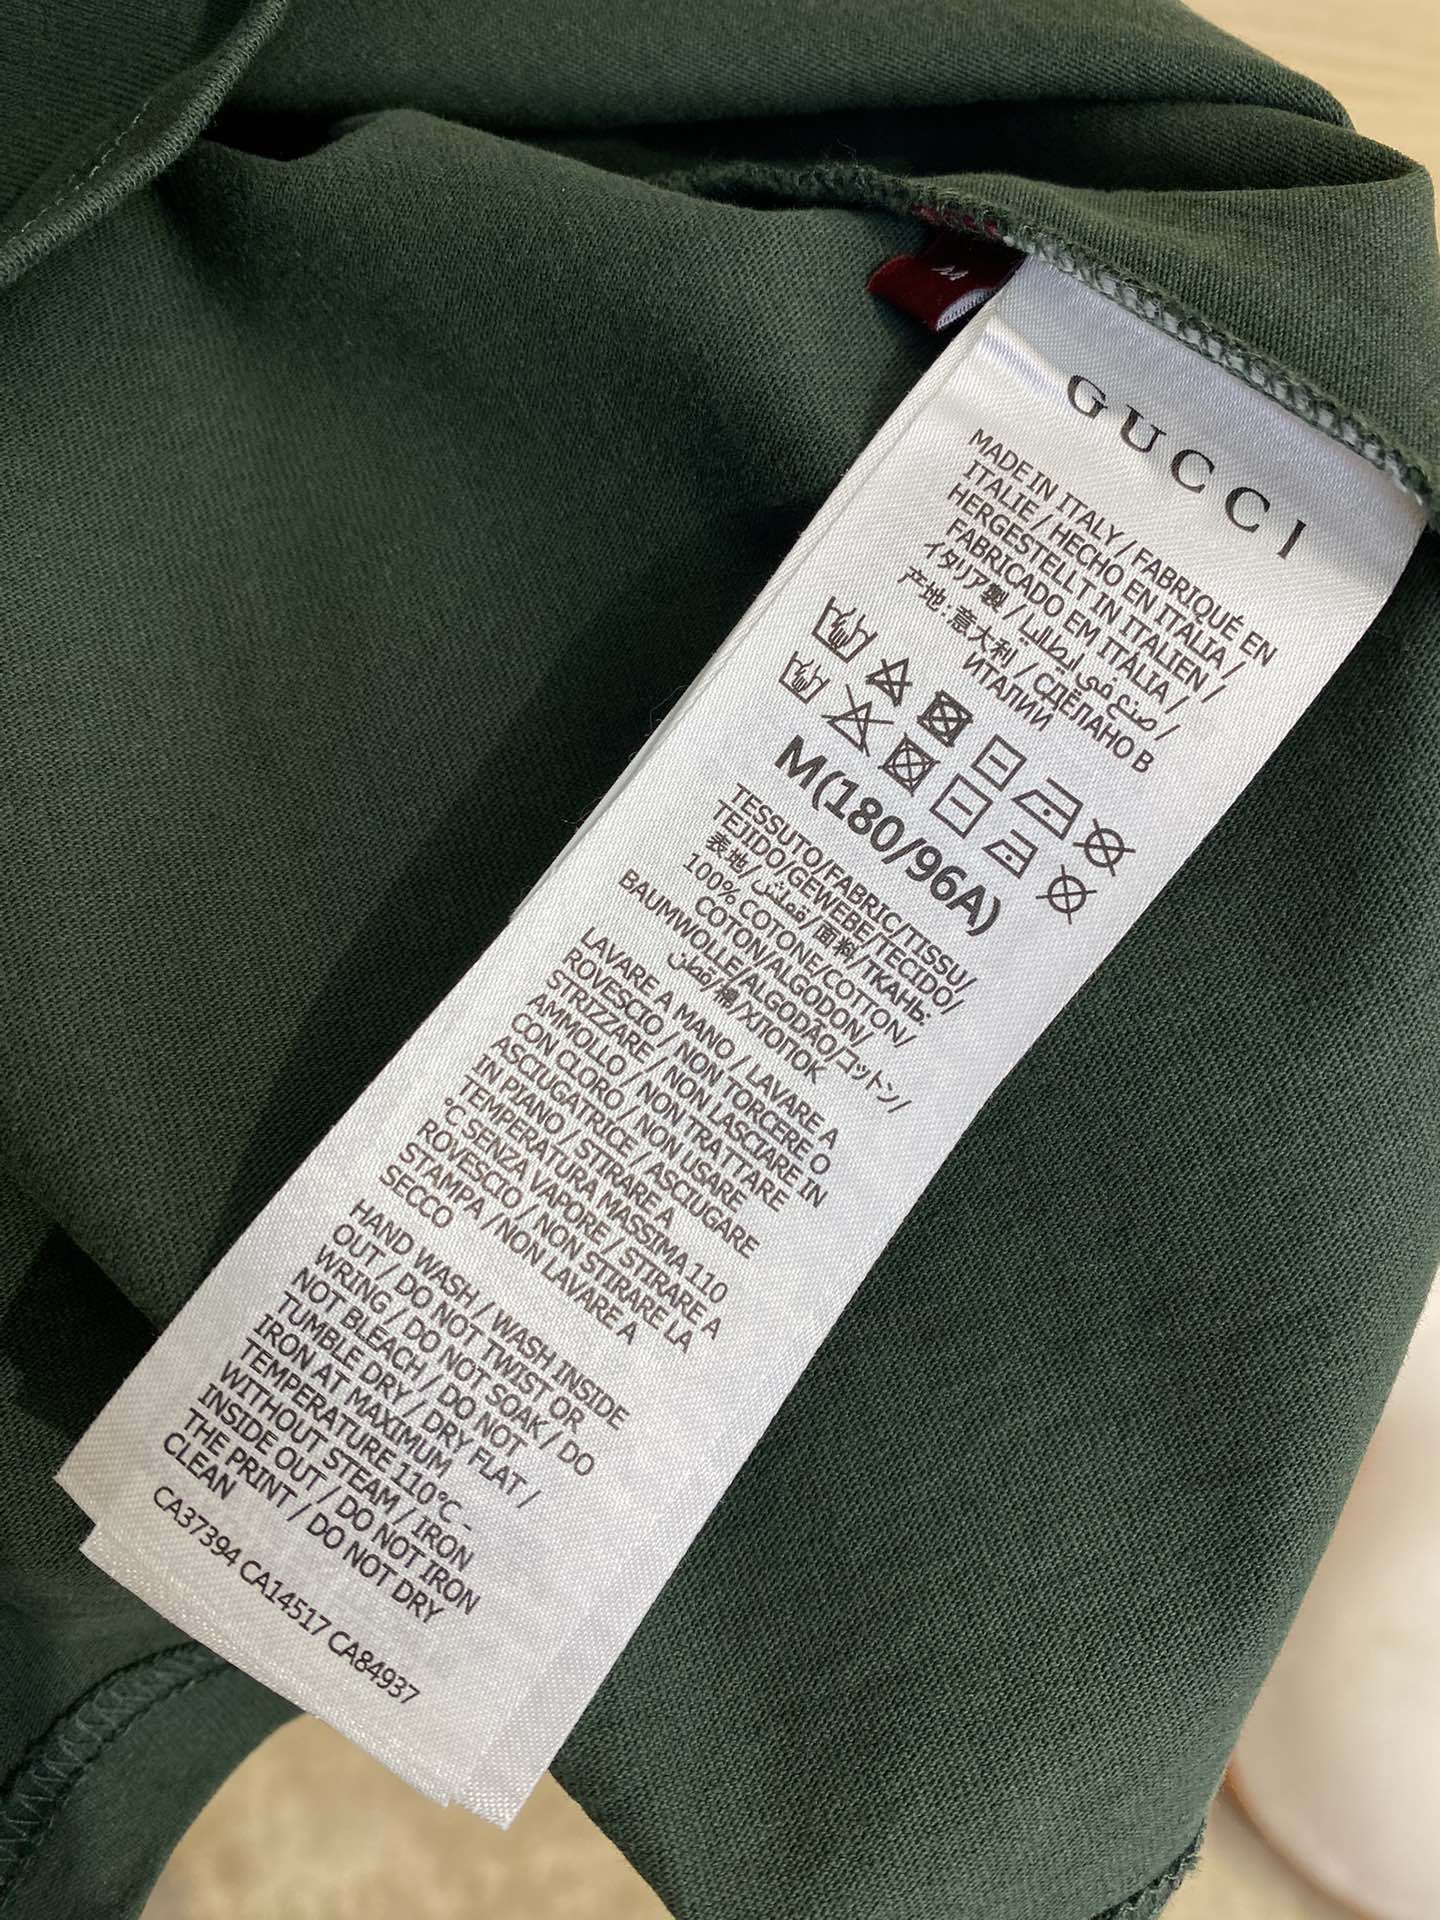 M
GUCCI
MADE IN ITALY / FABRIQUÉ EN
ITALIE / HECHO EN ITALIA /
HERGESTELLT IN ITALIEN /
FABRICADO EM ITÁLIA /
イタリア製 / صنع في إيطاليا /
产地：意大利 / СДЕЛАНО В
ИТАЛИИ
M(180/96A)
TESSUTO/FABRIC/TISSU/
TEJIDO/GEWEBE/TECIDO/
表地/قماش/面料/ТКАНЬ:
100% COTONE/COTTON/
COTON/ALGODON/
BAUMWOLLE/ALGODÃO/コットン/
قطن/棉/ХЛОПОК
LAVARE A MANO / LAVARE A
ROVESCIO / NON TORCERE O
STRIZZARE / NON LASCIARE IN
AMMOLLO / NON TRATTARE
CON CLORO / NON USARE
ASCIUGATRICE / ASCIUGARE
IN PIANO / STIRARE A
TEMPERATURA MASSIMA 110
°C SENZA VAPORE / STIRARE A
ROVESCIO / NON STIRARE LA
STAMPA /NON LAVARE A
SECCO
HAND WASH / WASH INSIDE
OUT / DO NOT TWIST OR
WRING / DO NOT SOAK / DO
NOT BLEACH / DO NOT
TUMBLE DRY / DRY FLAT /
IRON AT MAXIMUM
TEMPERATURE 110°C -
WITHOUT STEAM / IRON
INSIDE OUT / DO NOT IRON
THE PRINT / DO NOT DRY
CLEAN
CA37394 CA14517 CA84937